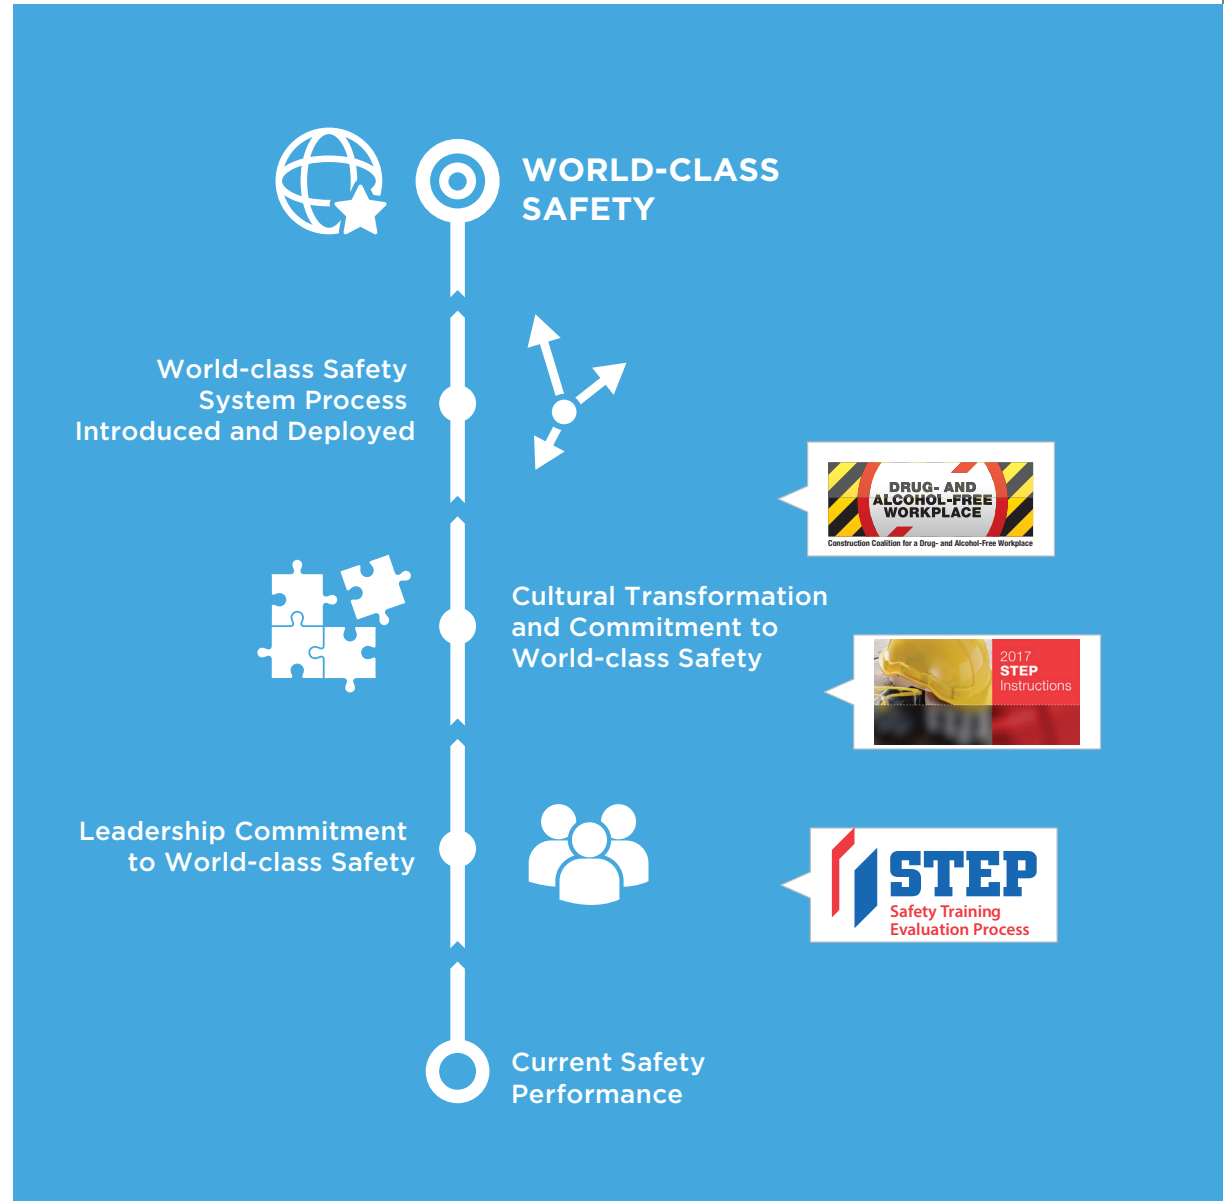 WORLD-CLASS
SAFETY
World-class Safety
System Process
Introduced and Deployed
DRUG- AND
ALCOHOL-FREE
WORKPLACE
Construction Coalition for a Drug- and Alcohol-Free Workplace
Cultural Transformation
and Commitment to
World-class Safety
2017
STEP
Instructions
Leadership Commitment
to World-class Safety
STEP
Safety Training
Evaluation Process
Current Safety
Performance